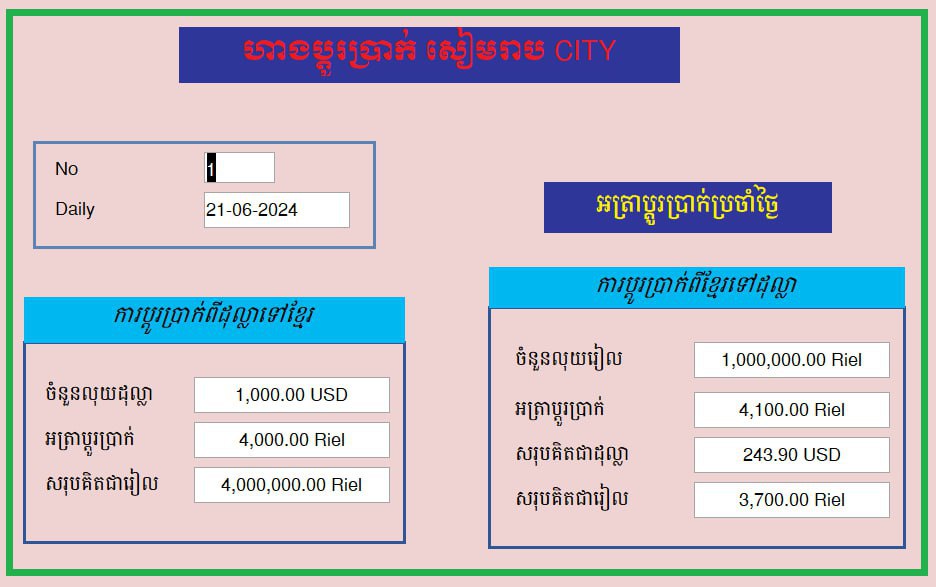 ហាងប្តូរប្រាក់ សៀមរាប CITY
No 1
Daily 21-06-2024
អត្រាប្តូរប្រាក់ប្រចាំថ្ងៃ
ការប្តូរប្រាក់ពីដុល្លាទៅខ្មែរ
ចំនួនលុយដុល្លា 1,000.00 USD
អត្រាប្តូរប្រាក់ 4,000.00 Riel
សរុបគិតជារៀល 4,000,000.00 Riel
ការប្តូរប្រាក់ពីខ្មែរទៅដុល្លា
ចំនួនលុយរៀល 1,000,000.00 Riel
អត្រាប្តូរប្រាក់ 4,100.00 Riel
សរុបគិតជាដុល្លា 243.90 USD
សរុបគិតជារៀល 3,700.00 Riel